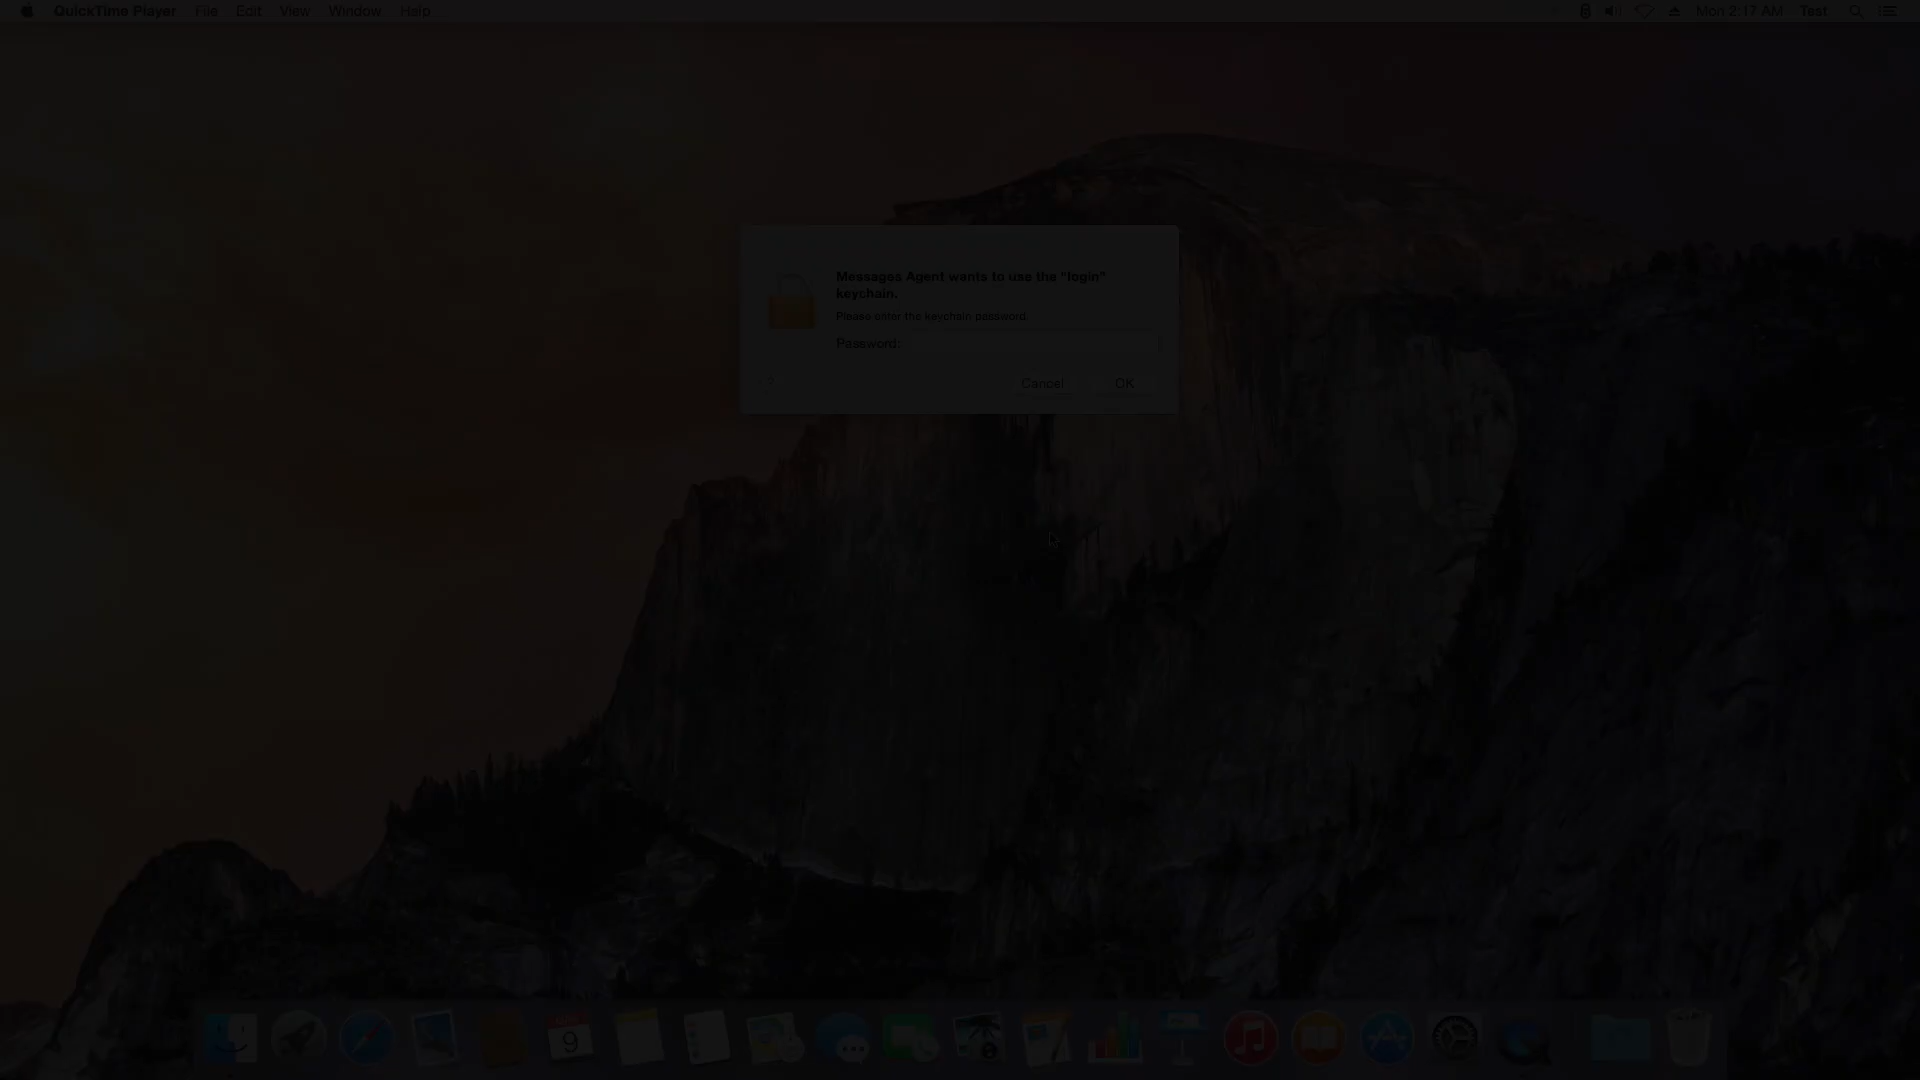 QuickTime Player File Edit View Window Help Mon 2:17 AM Test
Messages Agent wants to use the "login"
keychain.
Please enter the keychain password.
Password:
? Cancel OK
9